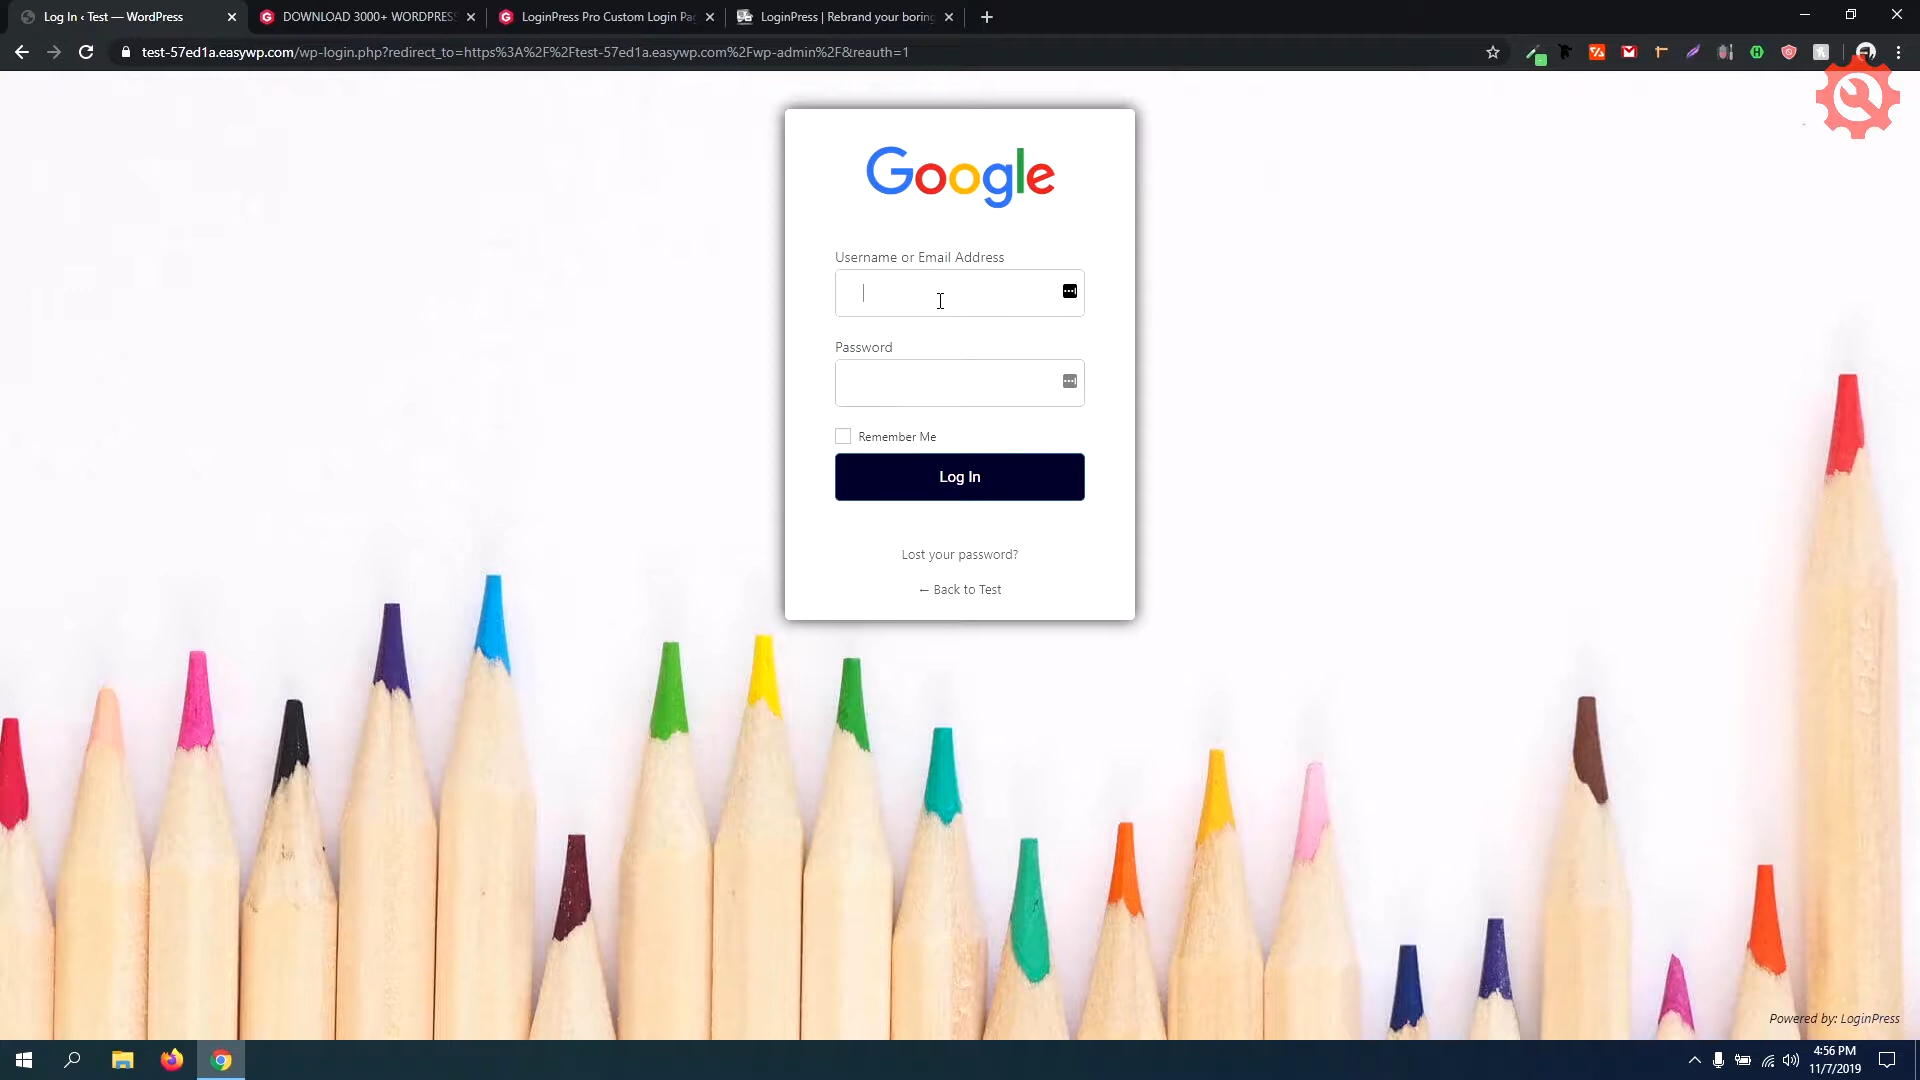 Log In ‹ Test — WordPress
DOWNLOAD 3000+ WORDPRESS
LoginPress Pro Custom Login Pa
LoginPress | Rebrand your boring
test-57ed1a.easywp.com/wp-login.php?redirect_to=https%3A%2F%2Ftest-57ed1a.easywp.com%2Fwp-admin%2F&reauth=1
Google
Username or Email Address
Password
Remember Me
Log In
Lost your password?
← Back to Test
Powered by: LoginPress
4:56 PM
11/7/2019